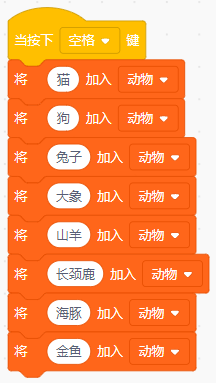 当按下 空格 键
将 猫 加入 动物
将 狗 加入 动物
将 兔子 加入 动物
将 大象 加入 动物
将 山羊 加入 动物
将 长颈鹿 加入 动物
将 海豚 加入 动物
将 金鱼 加入 动物